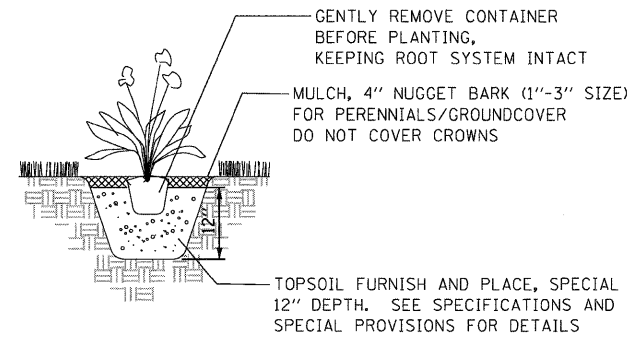 GENTLY REMOVE CONTAINER
BEFORE PLANTING,
KEEPING ROOT SYSTEM INTACT
MULCH, 4" NUGGET BARK (1"-3" SIZE)
FOR PERENNIALS/GROUNDCOVER
DO NOT COVER CROWNS
12"
TOPSOIL FURNISH AND PLACE, SPECIAL
12" DEPTH. SEE SPECIFICATIONS AND
SPECIAL PROVISIONS FOR DETAILS